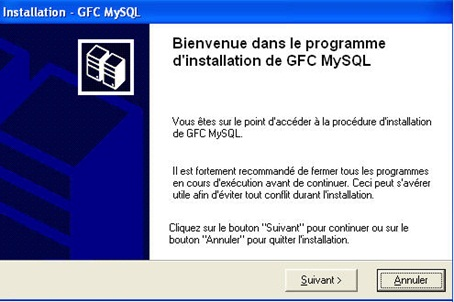 Installation - GFC MySQL
Bienvenue dans le programme
d'installation de GFC MySQL
Vous êtes sur le point d'accéder à la procédure d'installation
de GFC MySQL.
Il est fortement recommandé de fermer tous les programmes
en cours d'exécution avant de continuer. Ceci peut s'avérer
utile afin d'éviter tout conflit durant l'installation.
Cliquez sur le bouton "Suivant" pour continuer ou sur le
bouton "Annuler" pour quitter l'installation.
Suivant >
Annuler